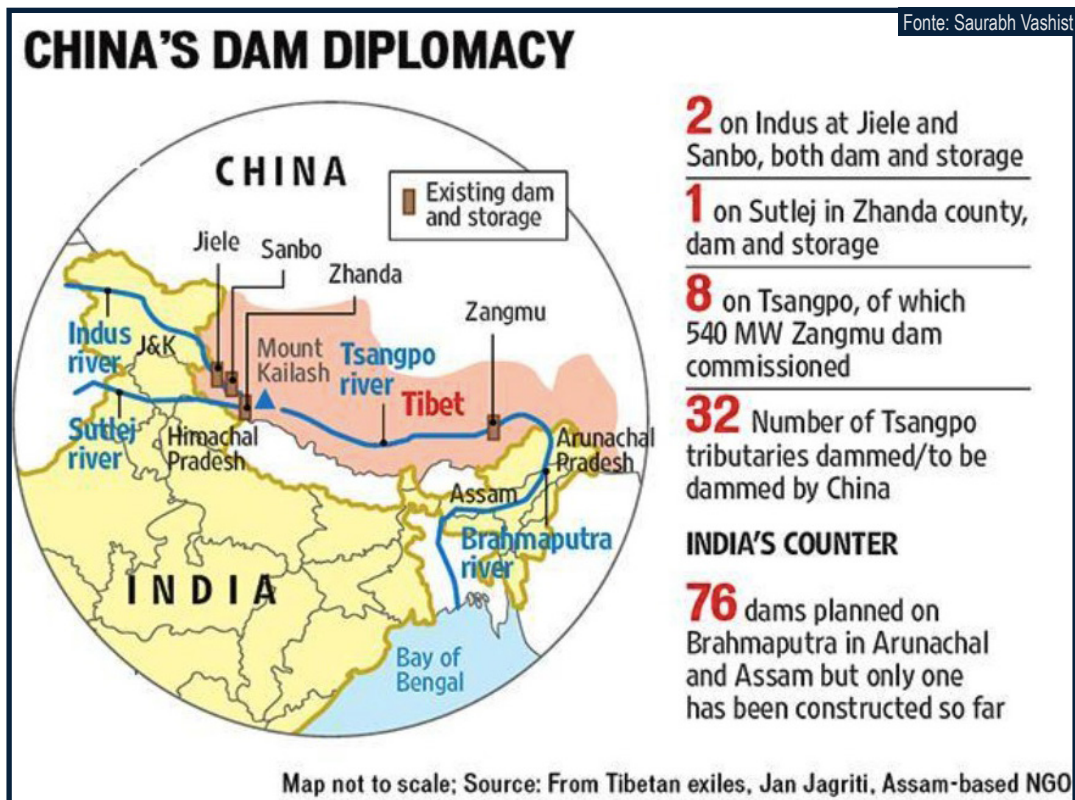 Fonte: Saurabh Vashist
CHINA'S DAM DIPLOMACY
CHINA
Existing dam
and storage
Jiele
Sanbo
Zhanda
Zangmu
Indus
river
J&K
Mount
Kailash
Tsangpo
river
Tibet
Sutlej
river
Himachal
Pradesh
Arunachal
Pradesh
Assam
Brahmaputra
river
INDIA
Bay of
Bengal
2 on Indus at Jiele and
Sanbo, both dam and storage
1 on Sutlej in Zhanda county,
dam and storage
8 on Tsangpo, of which
540 MW Zangmu dam
commissioned
32 Number of Tsangpo
tributaries dammed/to be
dammed by China
INDIA'S COUNTER
76 dams planned on
Brahmaputra in Arunachal
and Assam but only one
has been constructed so far
Map not to scale; Source: From Tibetan exiles, Jan Jagriti, Assam-based NGO